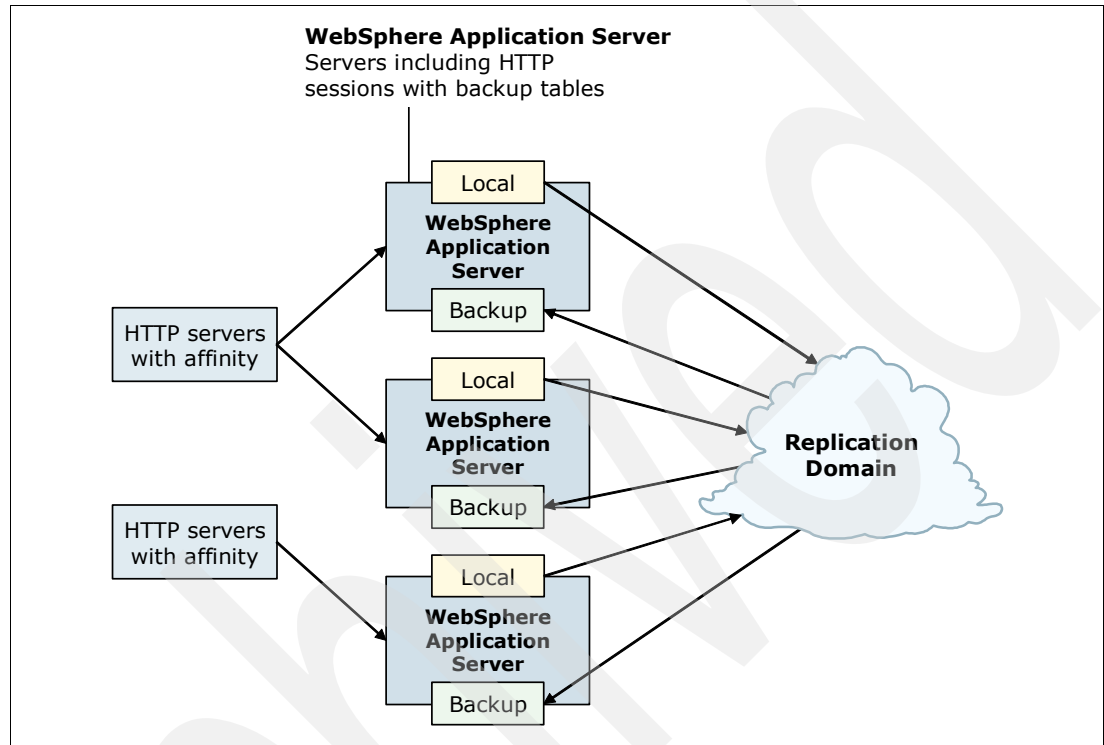 WebSphere Application Server
Servers including HTTP
sessions with backup tables
Local
WebSphere
Application
Server
Backup
HTTP servers
with affinity
Local
WebSphere
Application
Server
Backup
Replication
Domain
HTTP servers
with affinity
Local
WebSphere
Application
Server
Backup